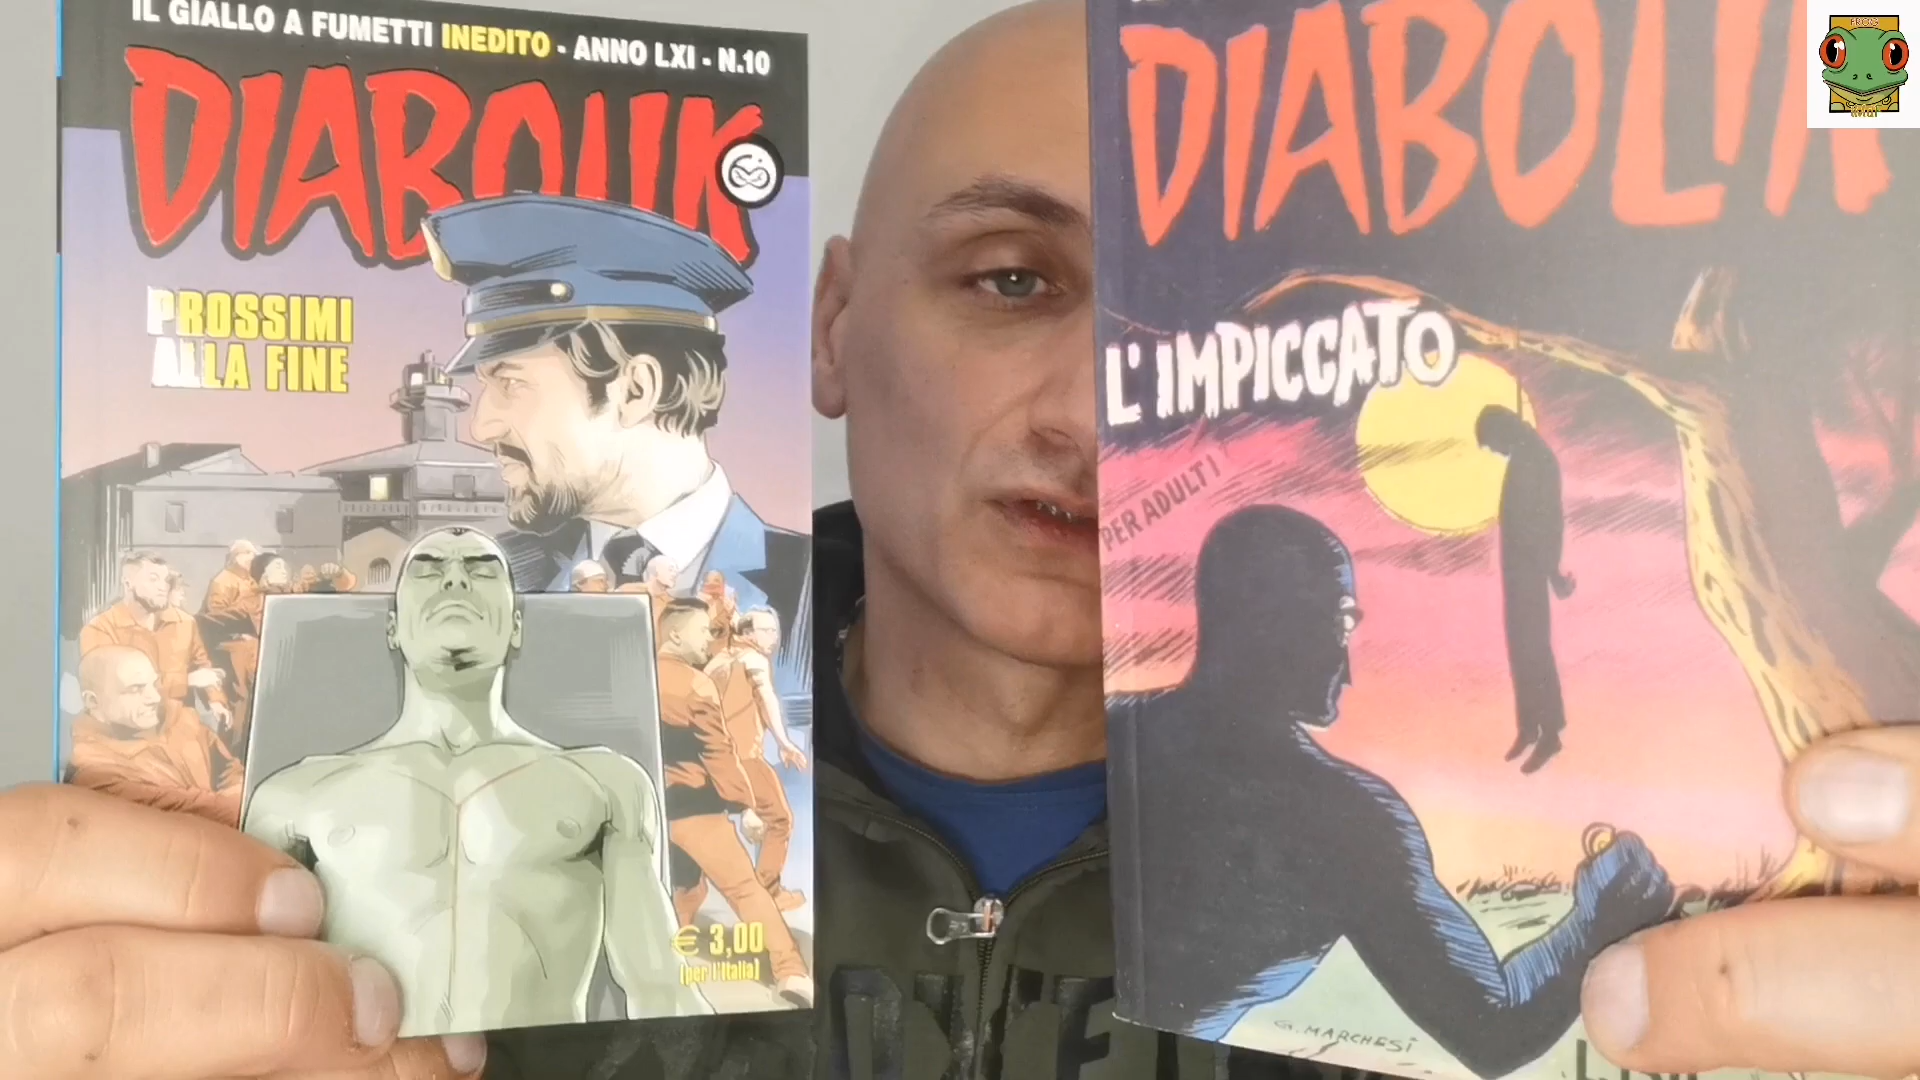 IL GIALLO A FUMETTI INEDITO - ANNO LXI - N.10
DIABOLIK
PROSSIMI
ALLA FINE
€ 3,00
(per l'Italia)
DIABOLIK
L'IMPICCATO
PER ADULTI
G. MARCHESI
FROG